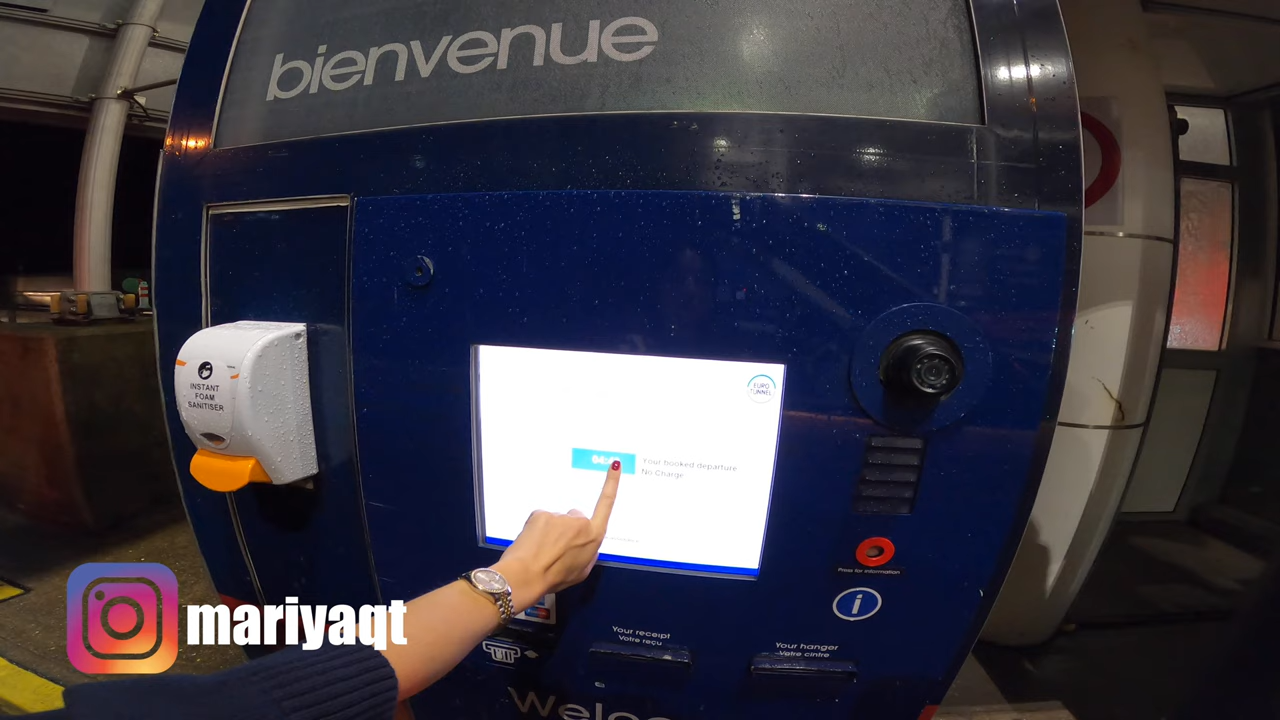 bienvenue
INSTANT
FOAM
SANITISER
EURO
TUNNEL
Your booked departure
No Charge
Press for information
i
Your receipt
Votre reçu
Your hanger
Votre cintre
mariyaqt